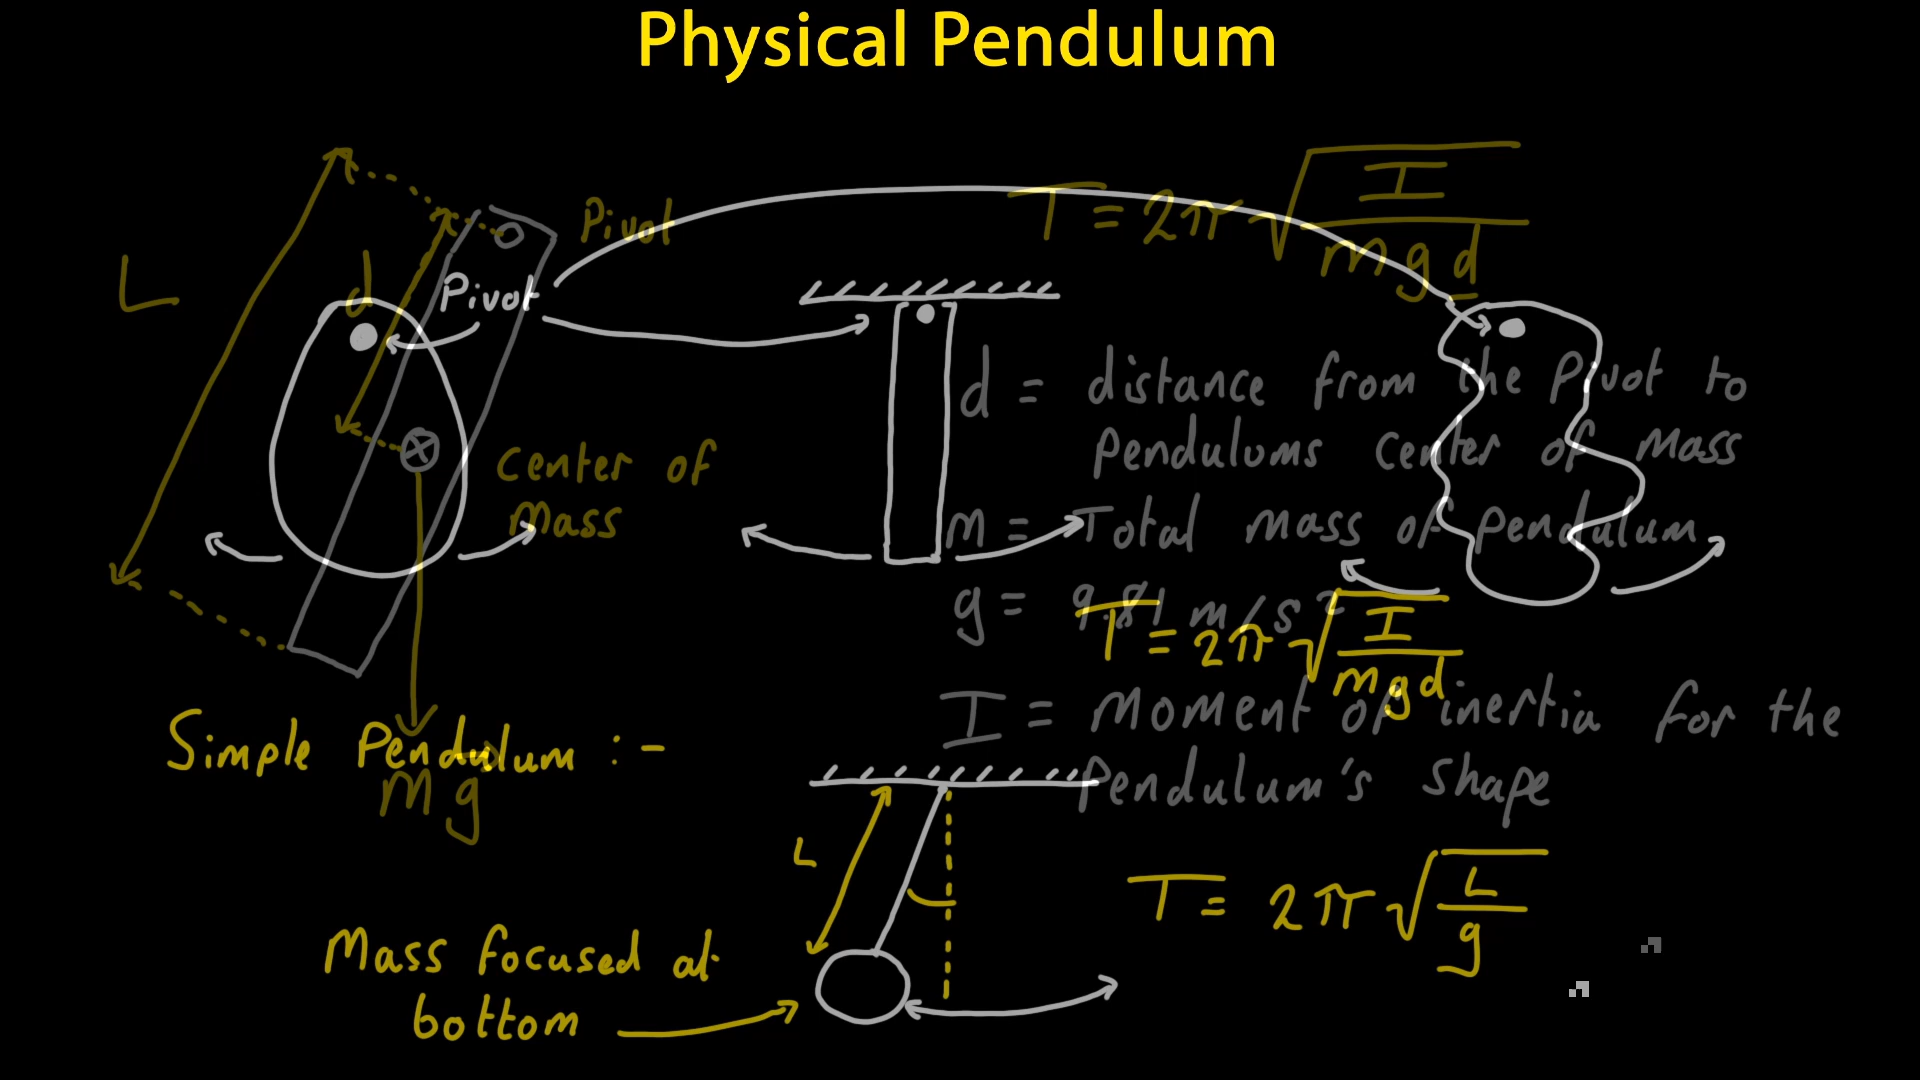 Physical Pendulum
L
d
Pivot
Pivot
T = 2π √ I / mgd
Center of
Mass
d = distance from the Pivot to
Pendulums Center of Mass
M = Total mass of Pendulum
g = 9.81 m/s²
T = 2π √ I / mgd
I = Moment of inertia for the
Pendulum's shape
Simple Pendulum :-
Mg
L
T = 2π √ L / g
Mass focused at
bottom